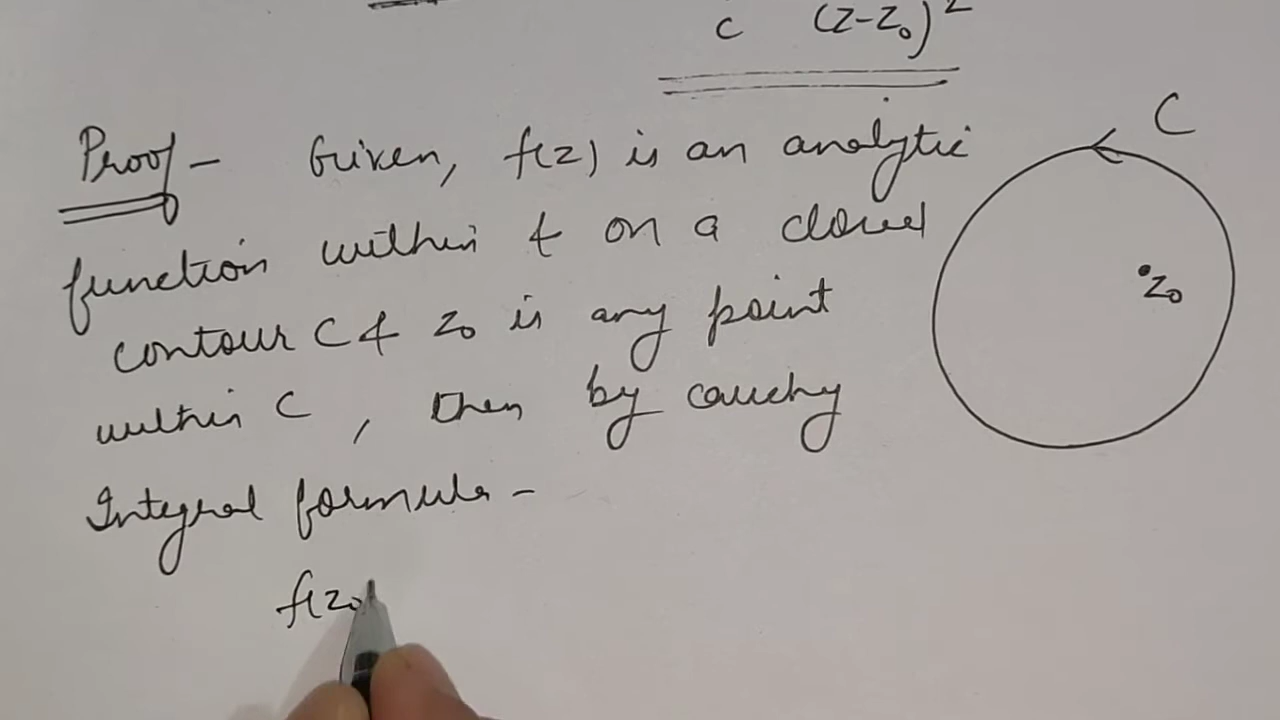 c (z-z₀)²
Proof - Given, f(z) is an analytic
function within & on a closed
contour C & z₀ is any point
within C, then by cauchy
Integral formula -
f(z₀)
C
z₀